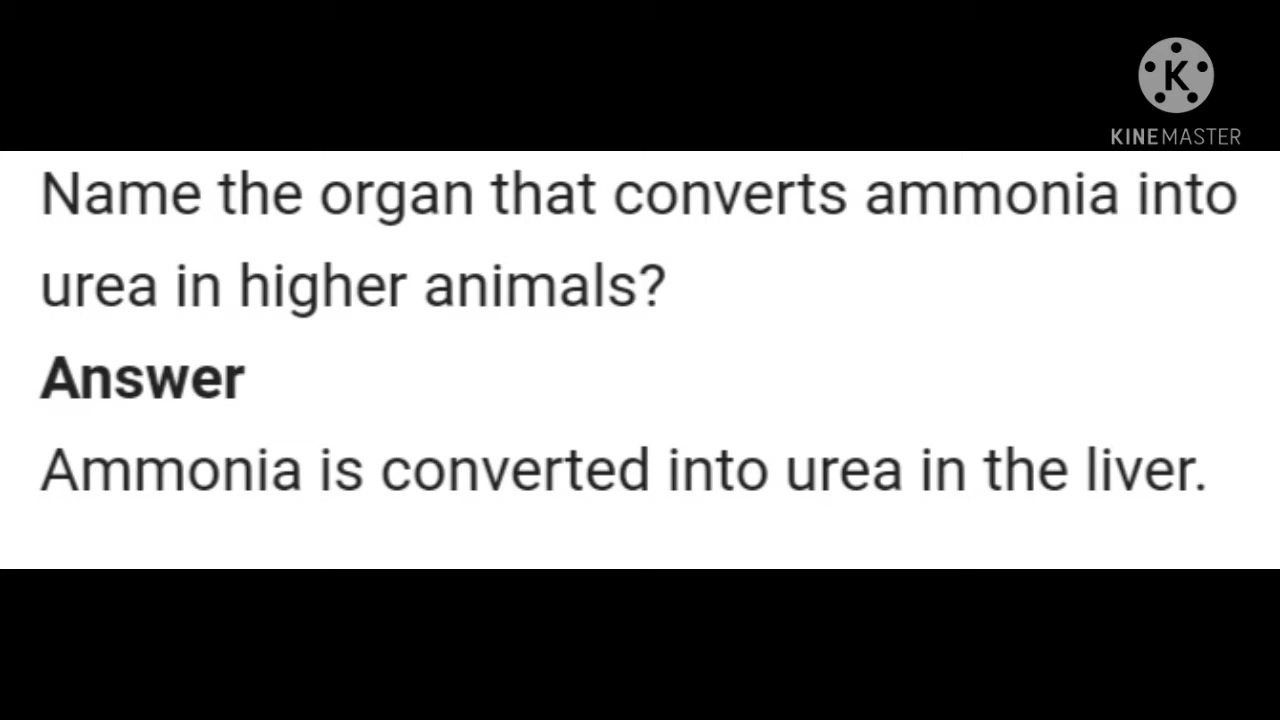 K
KINEMASTER
Name the organ that converts ammonia into
urea in higher animals?
Answer
Ammonia is converted into urea in the liver.